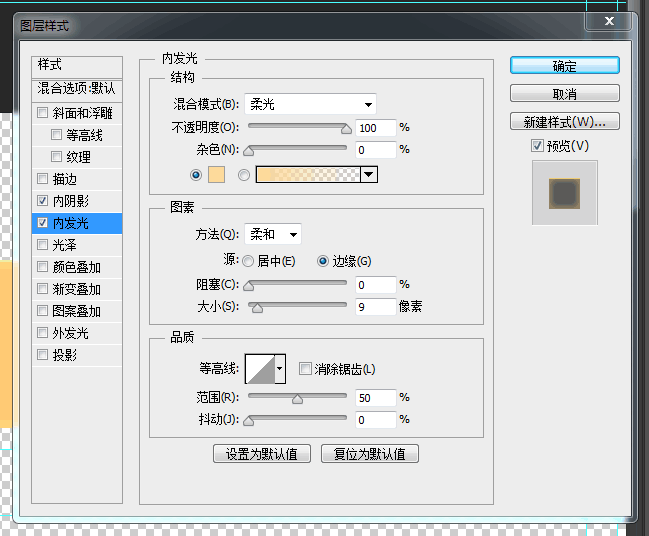 图层样式
x
样式
混合选项:默认
斜面和浮雕
等高线
纹理
描边
内阴影
内发光
光泽
颜色叠加
渐变叠加
图案叠加
外发光
投影
内发光
结构
混合模式(B): 柔光
不透明度(O): 100 %
杂色(N): 0 %
图素
方法(Q): 柔和
源: 居中(E) 边缘(G)
阻塞(C): 0 %
大小(S): 9 像素
品质
等高线: 消除锯齿(L)
范围(R): 50 %
抖动(J): 0 %
设置为默认值 复位为默认值
确定
取消
新建样式(W)...
预览(V)